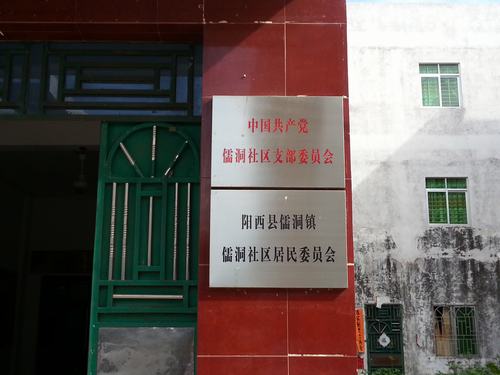 中国共产党
儒洞社区支部委员会
阳西县儒洞镇
儒洞社区居民委员会